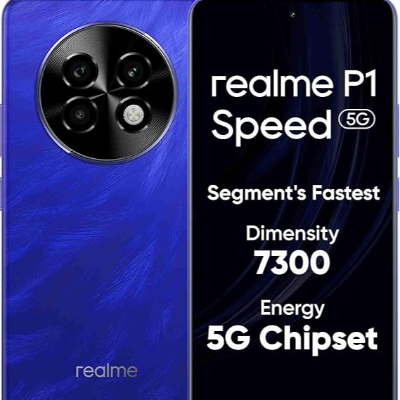 realme P1
Speed 5G
Segment's Fastest
Dimensity
7300
Energy
5G Chipset
realme